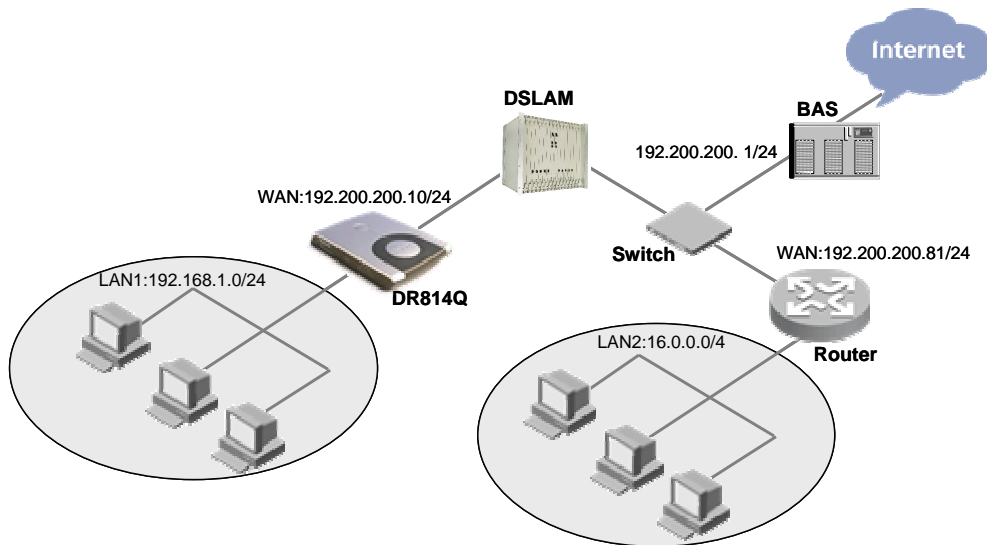 Internet
DSLAM
BAS
192.200.200. 1/24
WAN:192.200.200.10/24
Switch
WAN:192.200.200.81/24
LAN1:192.168.1.0/24
DR814Q
LAN2:16.0.0.0/4
Router